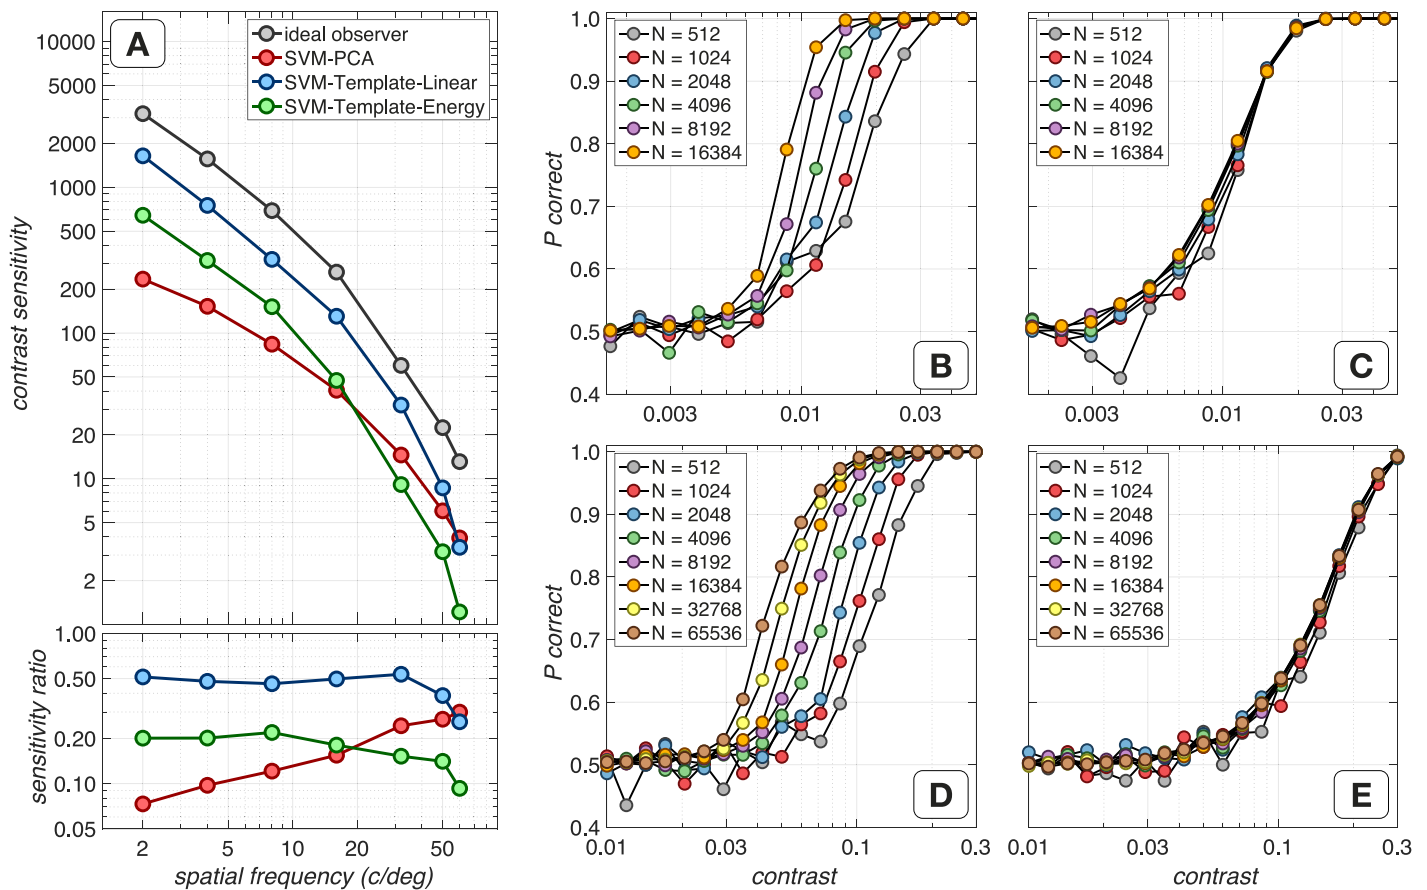 A
ideal observer
SVM-PCA
SVM-Template-Linear
SVM-Template-Energy
10000
5000
2000
1000
500
200
100
50
20
10
5
2
contrast sensitivity
1.00
0.50
0.20
0.10
0.05
sensitivity ratio
2
5
10
20
50
spatial frequency (c/deg)
B
N = 512
N = 1024
N = 2048
N = 4096
N = 8192
N = 16384
1.0
0.9
0.8
0.7
0.6
0.5
0.4
P correct
0.003
0.01
0.03
C
N = 512
N = 1024
N = 2048
N = 4096
N = 8192
N = 16384
0.003
0.01
0.03
D
N = 512
N = 1024
N = 2048
N = 4096
N = 8192
N = 16384
N = 32768
N = 65536
1.0
0.9
0.8
0.7
0.6
0.5
0.4
P correct
0.01
0.03
0.1
0.3
contrast
E
N = 512
N = 1024
N = 2048
N = 4096
N = 8192
N = 16384
N = 32768
N = 65536
0.01
0.03
0.1
0.3
contrast